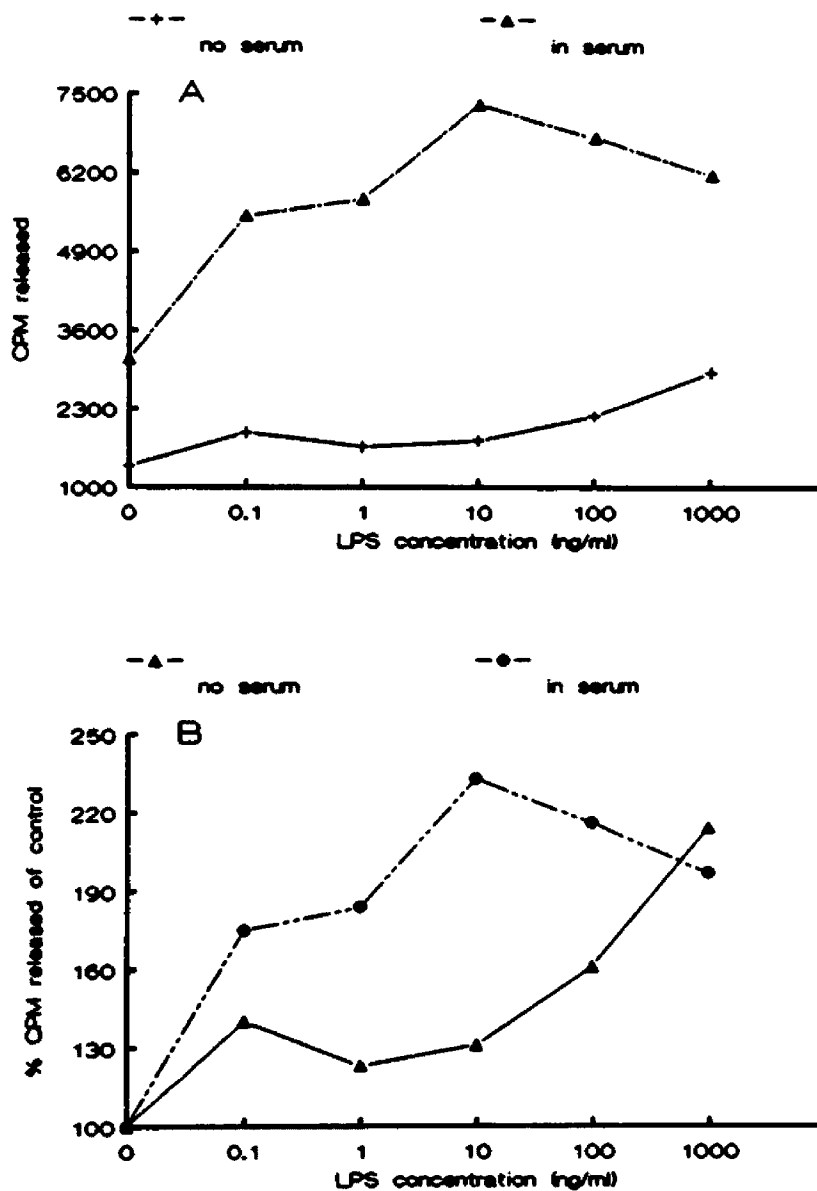 no serum in serum
A
7500
6200
4900
3600
2300
1000
CPM released
0 0.1 1 10 100 1000
LPS concentration (ng/ml)
no serum in serum
B
250
220
190
160
130
100
% CPM released of control
0 0.1 1 10 100 1000
LPS concentration (ng/ml)